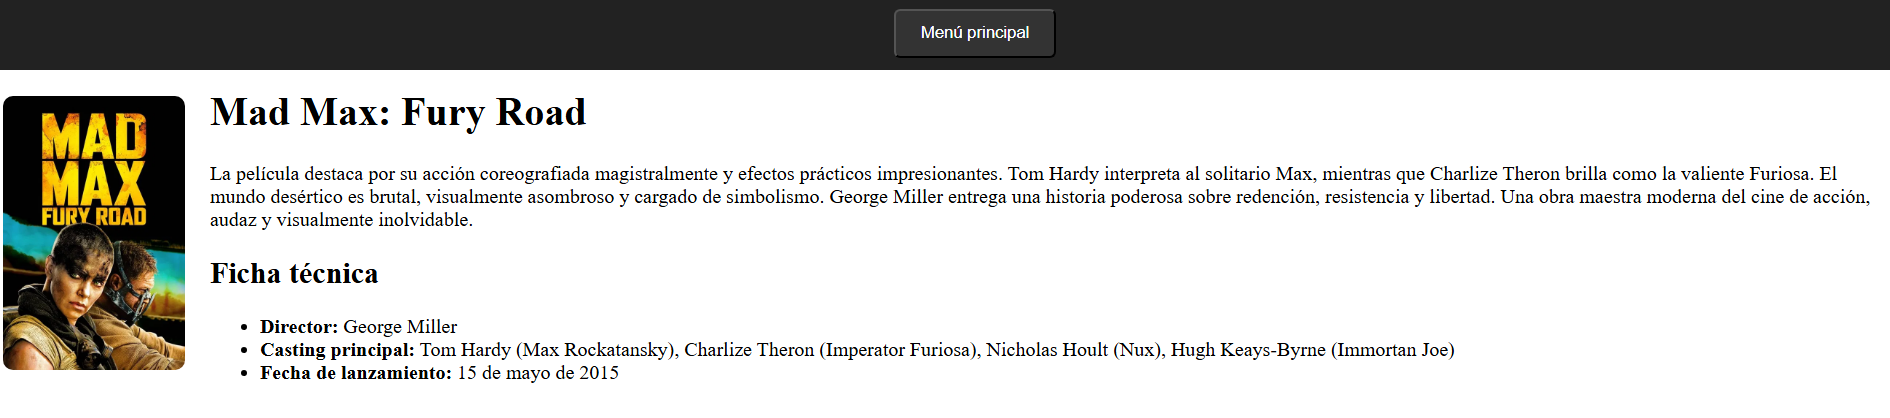 Menú principal
MAD
MAX
FURY ROAD
Mad Max: Fury Road
La película destaca por su acción coreografiada magistralmente y efectos prácticos impresionantes. Tom Hardy interpreta al solitario Max, mientras que Charlize Theron brilla como la valiente Furiosa. El
mundo desértico es brutal, visualmente asombroso y cargado de simbolismo. George Miller entrega una historia poderosa sobre redención, resistencia y libertad. Una obra maestra moderna del cine de acción,
audaz y visualmente inolvidable.
Ficha técnica
• Director: George Miller
• Casting principal: Tom Hardy (Max Rockatansky), Charlize Theron (Imperator Furiosa), Nicholas Hoult (Nux), Hugh Keays-Byrne (Immortan Joe)
• Fecha de lanzamiento: 15 de mayo de 2015